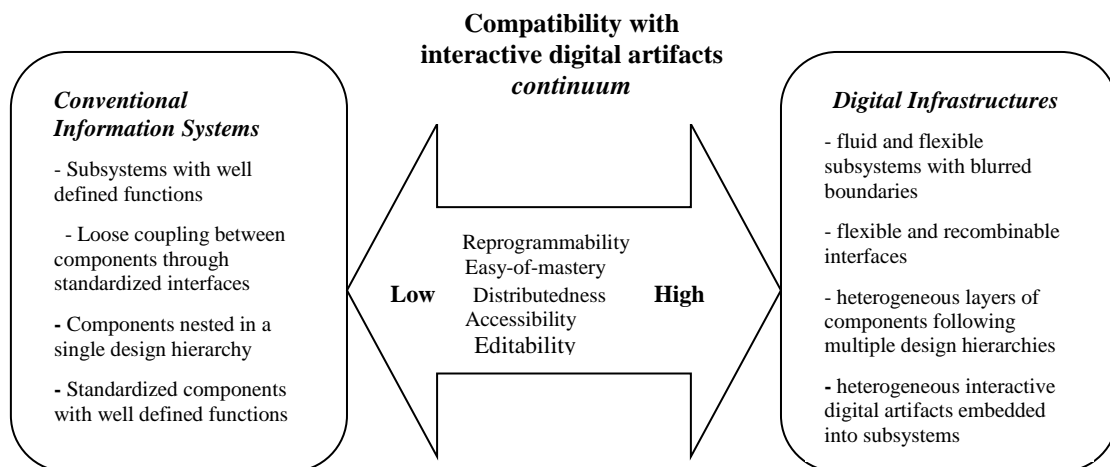 Compatibility with
interactive digital artifacts
continuum
Conventional
Information Systems
- Subsystems with well
defined functions
- Loose coupling between
components through
standardized interfaces
- Components nested in a
single design hierarchy
- Standardized components
with well defined functions
Low
Reprogrammability
Easy-of-mastery
Distributedness
Accessibility
Editability
High
Digital Infrastructures
- fluid and flexible
subsystems with blurred
boundaries
- flexible and recombinable
interfaces
- heterogeneous layers of
components following
multiple design hierarchies
- heterogeneous interactive
digital artifacts embedded
into subsystems